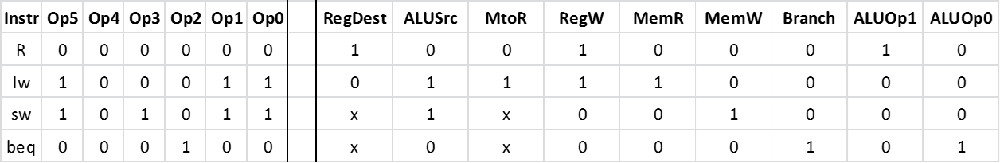 Instr Op5 Op4 Op3 Op2 Op1 Op0 RegDest ALUSrc MtoR RegW MemR MemW Branch ALUOp1 ALUOp0
R 0 0 0 0 0 0 1 0 0 1 0 0 0 1 0
lw 1 0 0 0 1 1 0 1 1 1 1 0 0 0 0
sw 1 0 1 0 1 1 x 1 x 0 0 1 0 0 0
beq 0 0 0 1 0 0 x 0 x 0 0 0 1 0 1